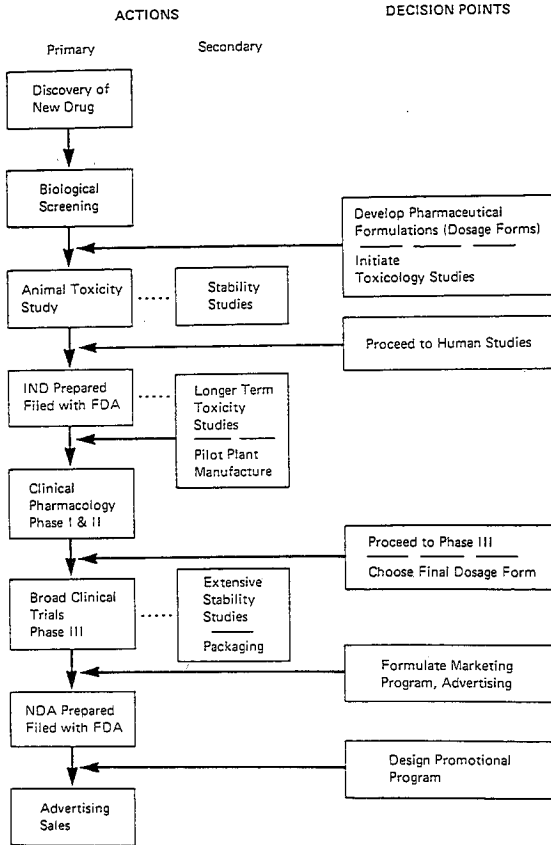 ACTIONS
DECISION POINTS
Primary
Secondary
Discovery of
New Drug
Biological
Screening
Develop Pharmaceutical
Formulations (Dosage Forms)
Initiate
Toxicology Studies
Animal Toxicity
Study
Stability
Studies
Proceed to Human Studies
IND Prepared
Filed with FDA
Longer Term
Toxicity
Studies
Pilot Plant
Manufacture
Clinical
Pharmacology
Phase I & II
Proceed to Phase III
Choose Final Dosage Form
Broad Clinical
Trials
Phase III
Extensive
Stability
Studies
Packaging
Formulate Marketing
Program, Advertising
NDA Prepared
Filed with FDA
Design Promotional
Program
Advertising
Sales